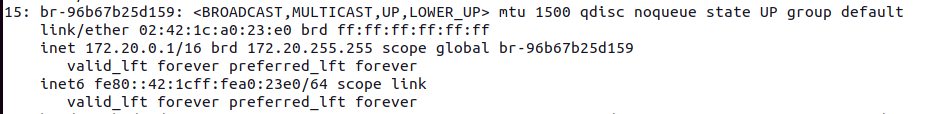 15: br-96b67b25d159: <BROADCAST,MULTICAST,UP,LOWER_UP> mtu 1500 qdisc noqueue state UP group default
link/ether 02:42:1c:a0:23:e0 brd ff:ff:ff:ff:ff:ff
inet 172.20.0.1/16 brd 172.20.255.255 scope global br-96b67b25d159
valid_lft forever preferred_lft forever
inet6 fe80::42:1cff:fea0:23e0/64 scope link
valid_lft forever preferred_lft forever